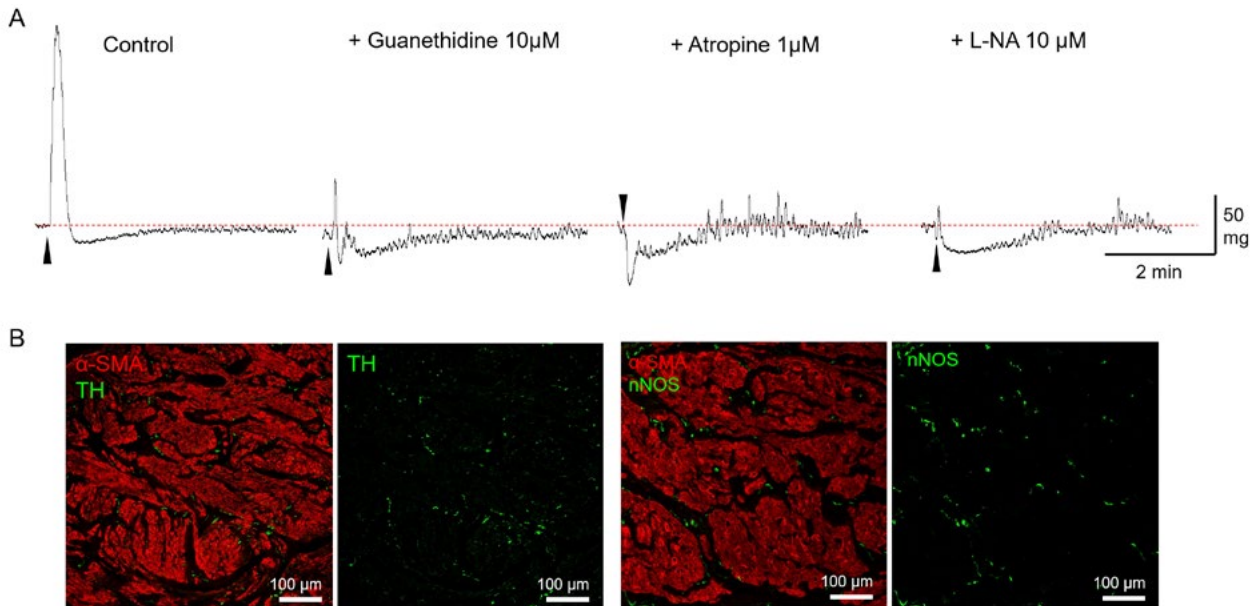 A
Control
+ Guanethidine 10μM
+ Atropine 1μM
+ L-NA 10 μM
50
mg
2 min
B
α-SMA
TH
100 μm
TH
100 μm
α-SMA
nNOS
100 μm
nNOS
100 μm